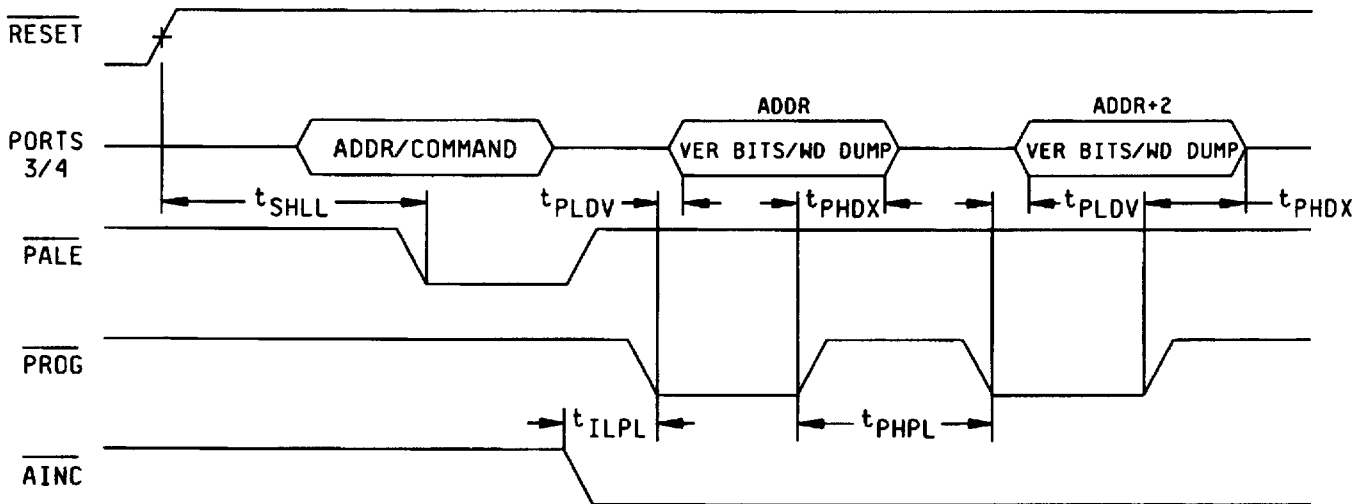 RESET
ADDR
ADDR+2
PORTS
3/4
ADDR/COMMAND
VER BITS/WD DUMP
VER BITS/WD DUMP
tSHLL
tPLDV
tPHDX
tPLDV
tPHDX
PALE
PROG
tILPL
tPHPL
AINC